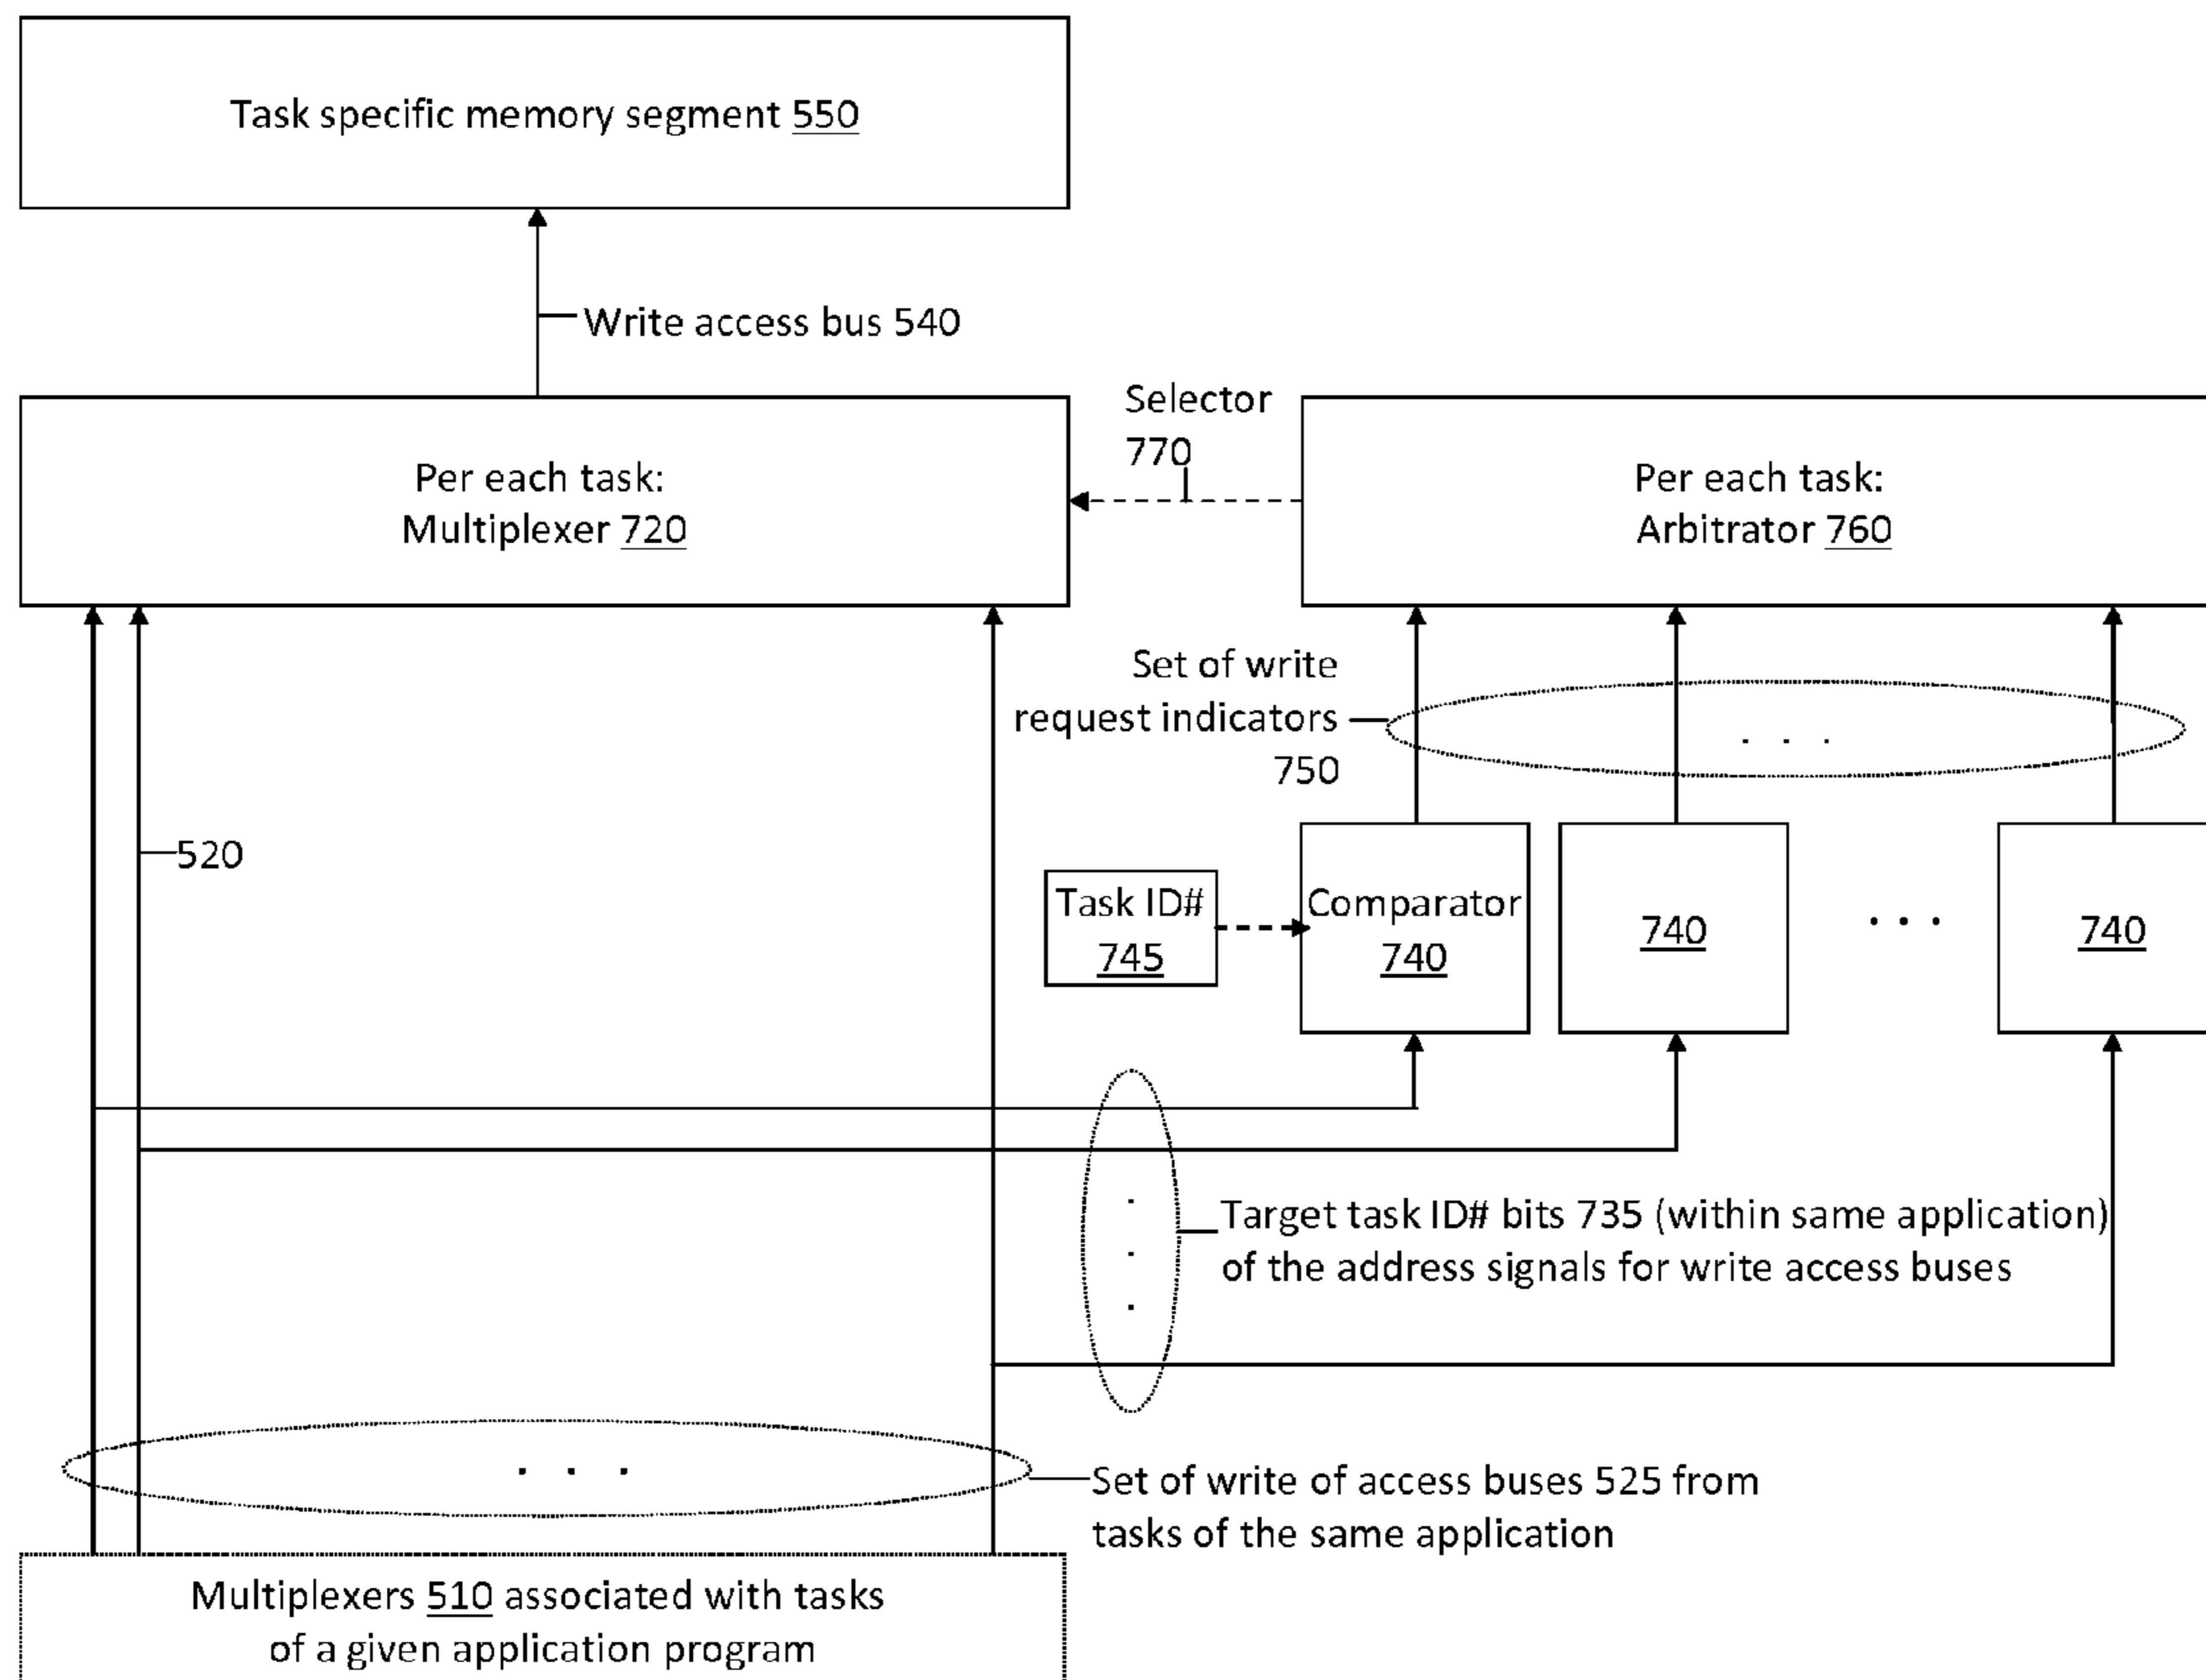 Task specific memory segment 550
Write access bus 540
Selector
770
Per each task:
Multiplexer 720
Per each task:
Arbitrator 760
Set of write
request indicators
750
. . .
520
Task ID#
745
Comparator
740
740
. . .
740
Target task ID# bits 735 (within same application)
of the address signals for write access buses
. . .
Set of write of access buses 525 from
tasks of the same application
Multiplexers 510 associated with tasks
of a given application program